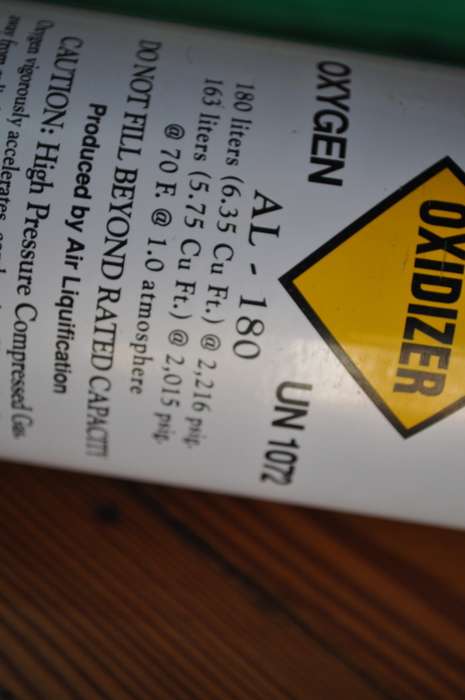 OXIDIZER
OXYGEN
UN 1072
AL - 180
180 liters (6.35 Cu Ft.) @ 2,216 psig.
163 liters (5.75 Cu Ft.) @ 2,015 psig.
@ 70 F. @ 1.0 atmosphere
DO NOT FILL BEYOND RATED CAPACITY
Produced by Air Liquification
CAUTION: High Pressure Compressed Gas.
Oxygen vigorously accelerates
away from